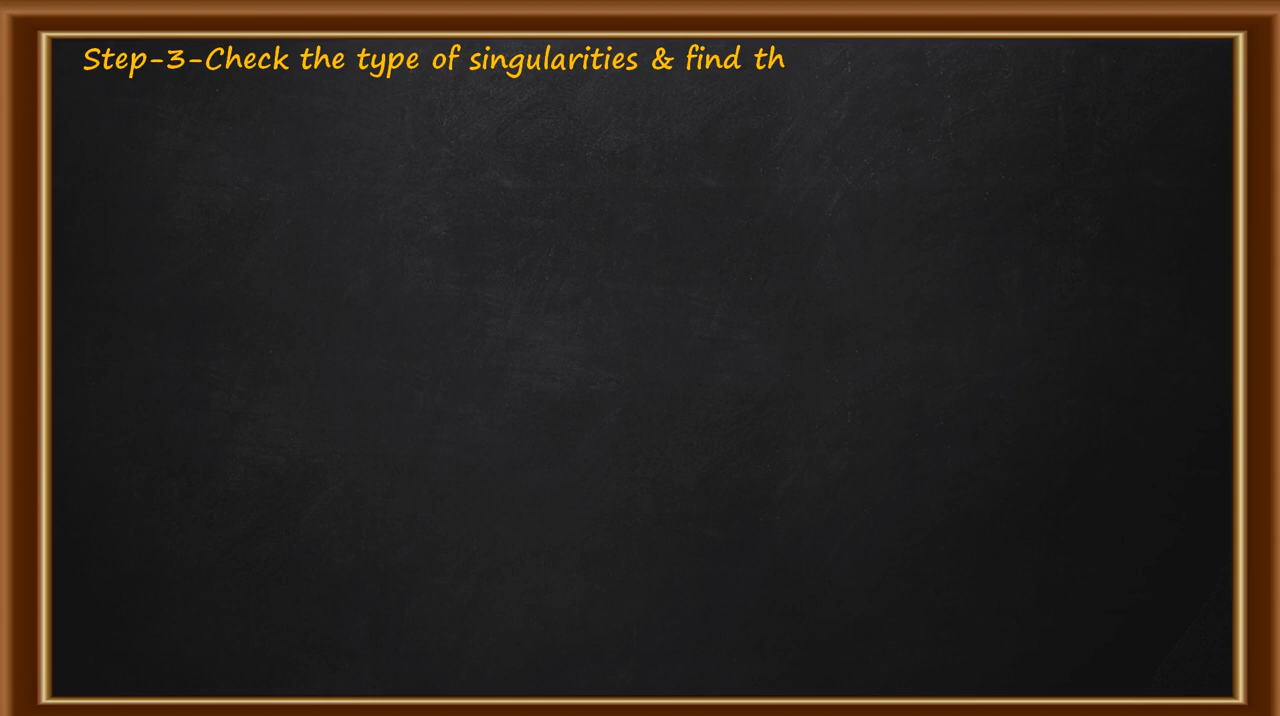 Step-3-Check the type of singularities & find th